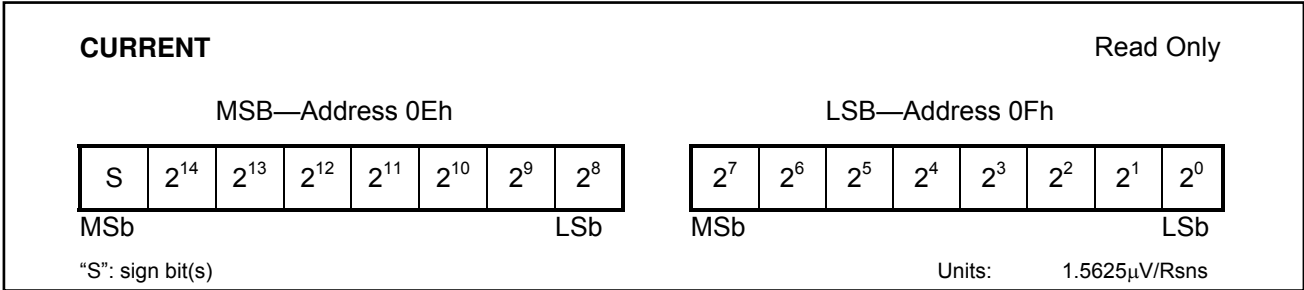 CURRENT Read Only
MSB—Address 0Eh LSB—Address 0Fh
S 2^14 2^13 2^12 2^11 2^10 2^9 2^8 2^7 2^6 2^5 2^4 2^3 2^2 2^1 2^0
MSb LSb MSb LSb
“S”: sign bit(s) Units: 1.5625μV/Rsns